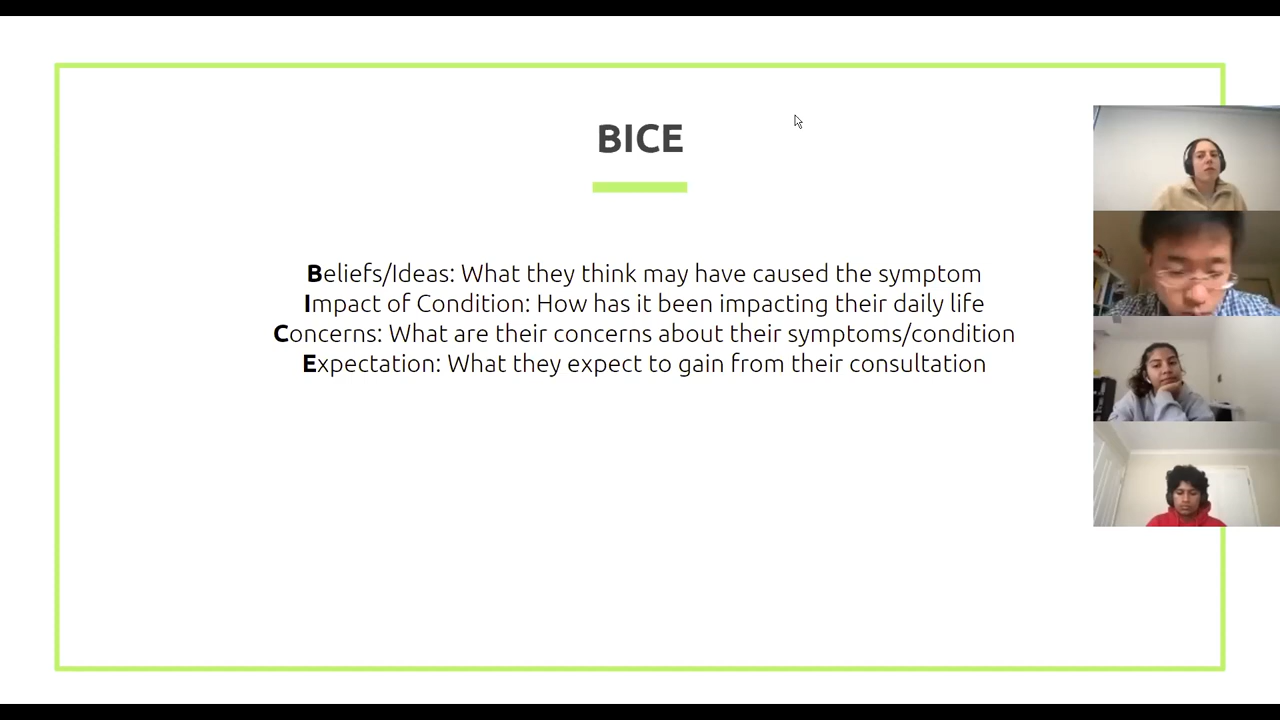 BICE
Beliefs/Ideas: What they think may have caused the symptom
Impact of Condition: How has it been impacting their daily life
Concerns: What are their concerns about their symptoms/condition
Expectation: What they expect to gain from their consultation